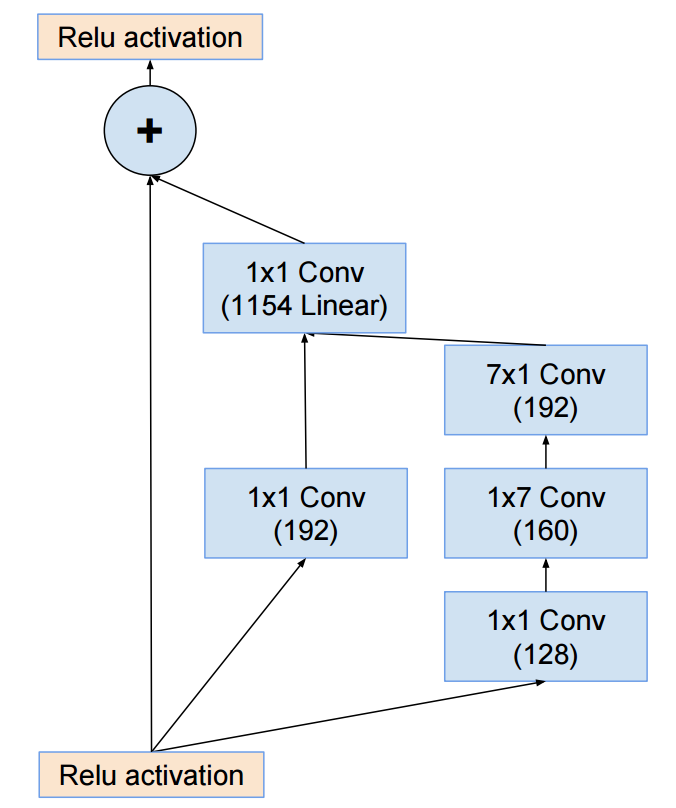 Relu activation
+
1x1 Conv
(1154 Linear)
7x1 Conv
(192)
1x1 Conv
(192)
1x7 Conv
(160)
1x1 Conv
(128)
Relu activation